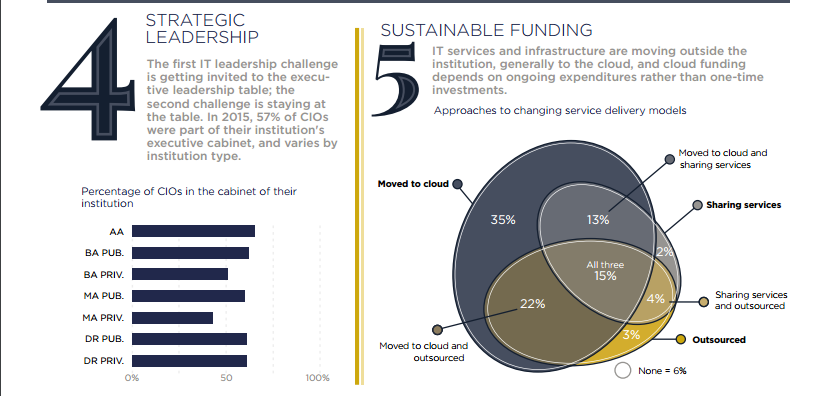 4
STRATEGIC
LEADERSHIP
The first IT leadership challenge
is getting invited to the execu-
tive leadership table; the
second challenge is staying at
the table. In 2015, 57% of CIOs
were part of their institution's
executive cabinet, and varies by
institution type.
Percentage of CIOs in the cabinet of their
institution
AA
BA PUB.
BA PRIV.
MA PUB.
MA PRIV.
DR PUB.
DR PRIV.
0% 50 100%
5
SUSTAINABLE FUNDING
IT services and infrastructure are moving outside the
institution, generally to the cloud, and cloud funding
depends on ongoing expenditures rather than one-time
investments.
Approaches to changing service delivery models
Moved to cloud and
sharing services
Moved to cloud
Sharing services
35%
13%
2%
All three
15%
Sharing services
and outsourced
4%
22%
3%
Outsourced
Moved to cloud and
outsourced
None = 6%